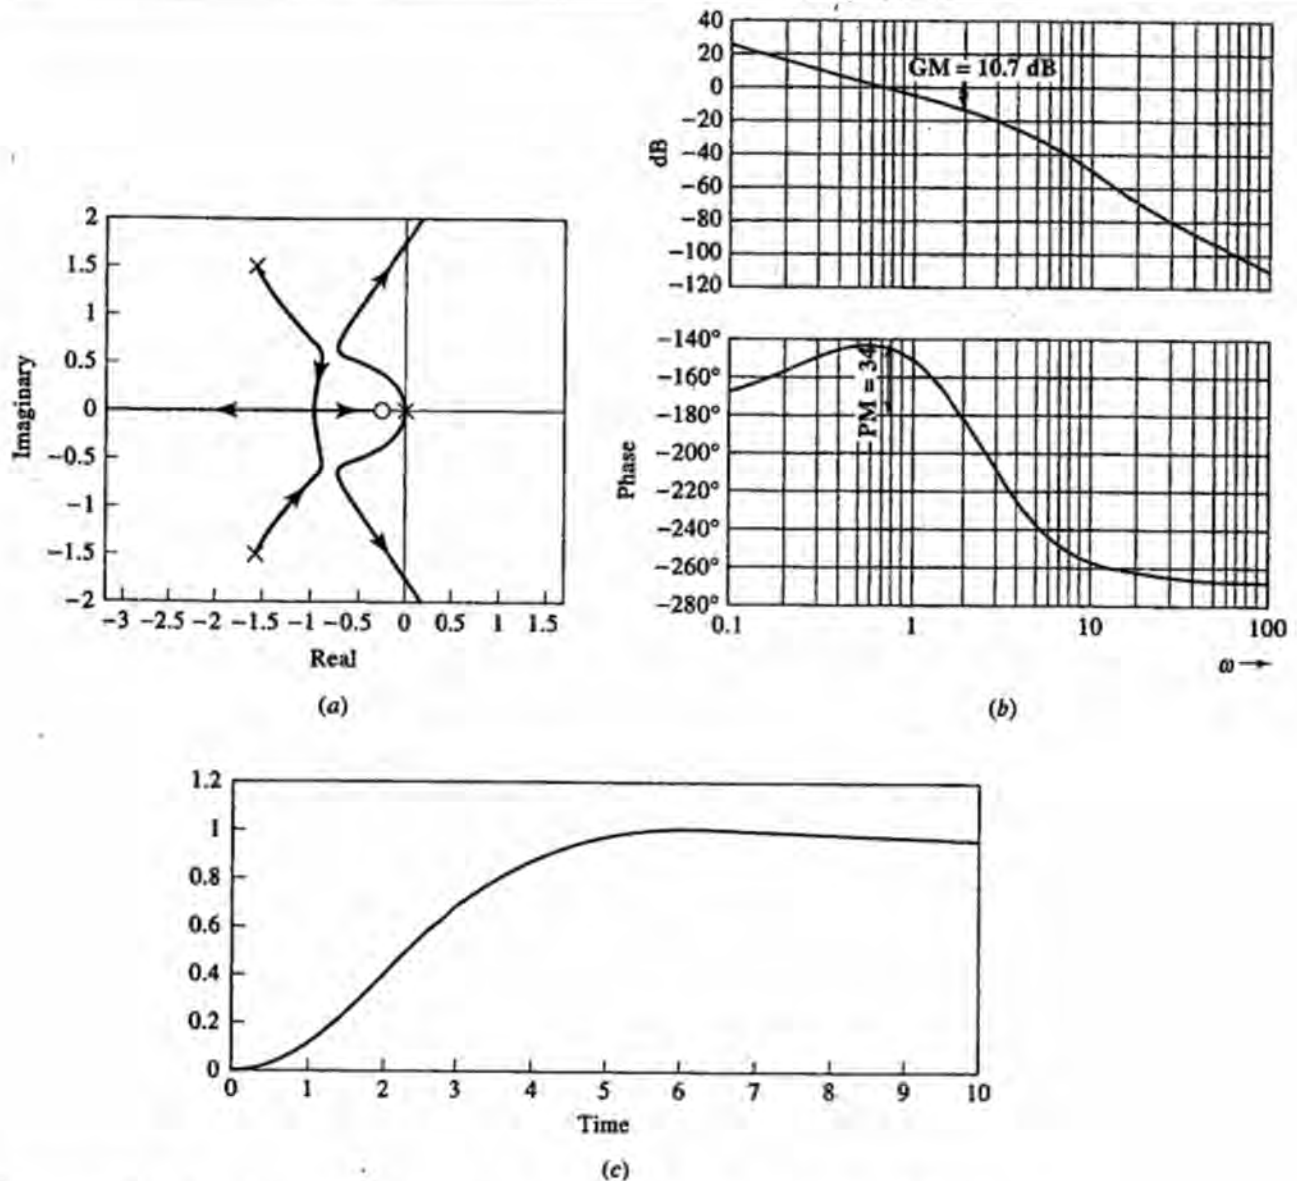 2
1.5
1
0.5
0
−0.5
−1
−1.5
−2
Imaginary
−3 −2.5 −2 −1.5 −1 −0.5 0 0.5 1 1.5
Real
(a)
40
20
0
−20
−40
−60
−80
−100
−120
dB
GM = 10.7 dB
−140°
−160°
−180°
−200°
−220°
−240°
−260°
−280°
Phase
PM = 34
0.1 1 10 100
ω
(b)
1.2
1
0.8
0.6
0.4
0.2
0
0 1 2 3 4 5 6 7 8 9 10
Time
(c)